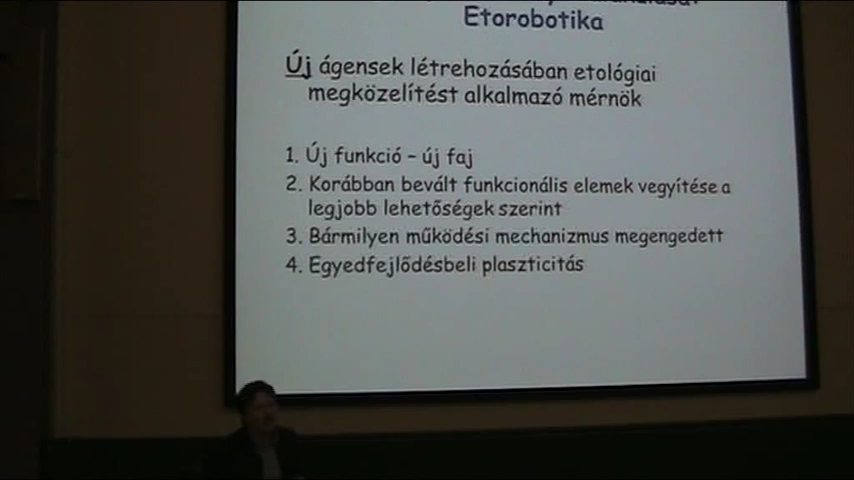 Etorobotika
Új ágensek létrehozásában etológiai
megközelítést alkalmazó mérnök
1. Új funkció – új faj
2. Korábban bevált funkcionális elemek vegyítése a
legjobb lehetőségek szerint
3. Bármilyen működési mechanizmus megengedett
4. Egyedfejlődésbeli plaszticitás